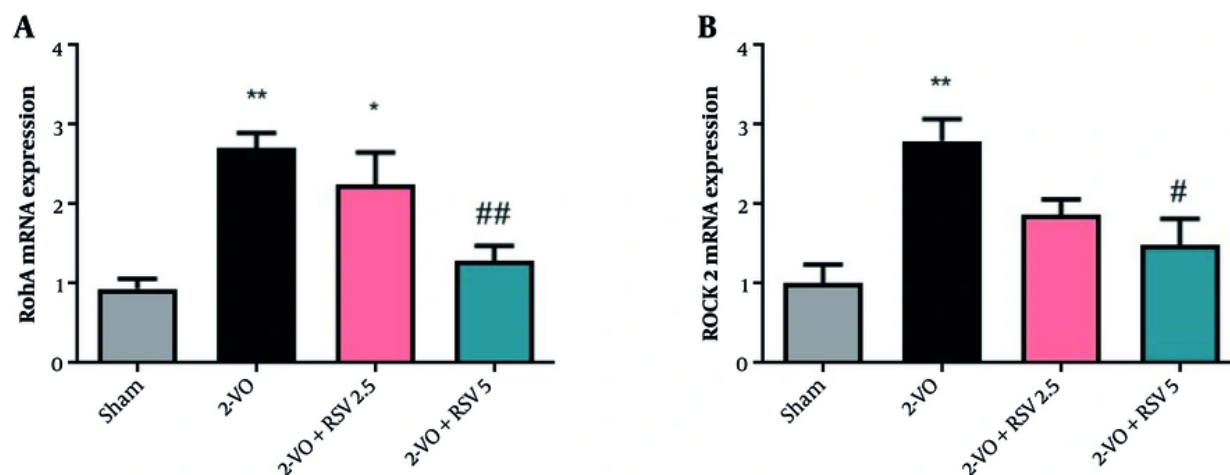 A
RohA mRNA expression
4
3
2
1
0
**
*
##
Sham
2-VO
2-VO + RSV 2.5
2-VO + RSV 5
B
ROCK 2 mRNA expression
4
3
2
1
0
**
#
Sham
2-VO
2-VO + RSV 2.5
2-VO + RSV 5